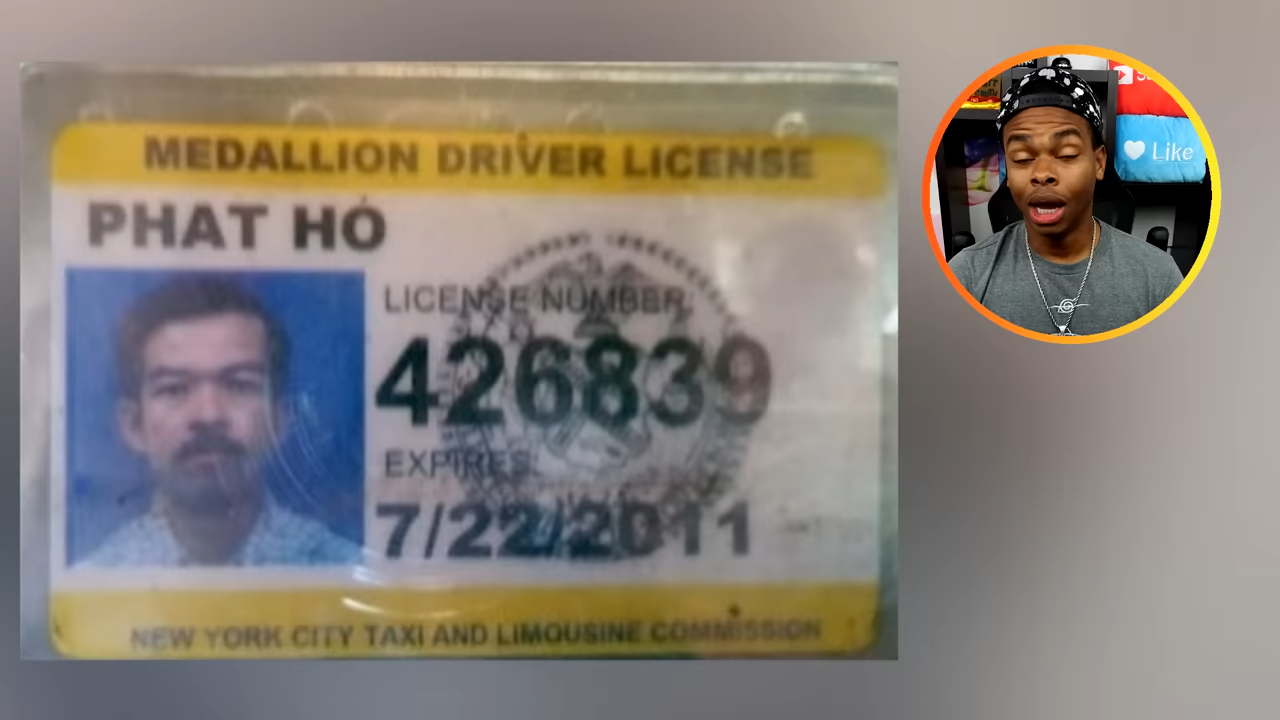 MEDALLION DRIVER LICENSE
PHAT HO
LICENSE NUMBER
426839
EXPIRES
7/22/2011
NEW YORK CITY TAXI AND LIMOUSINE COMMISSION
Like